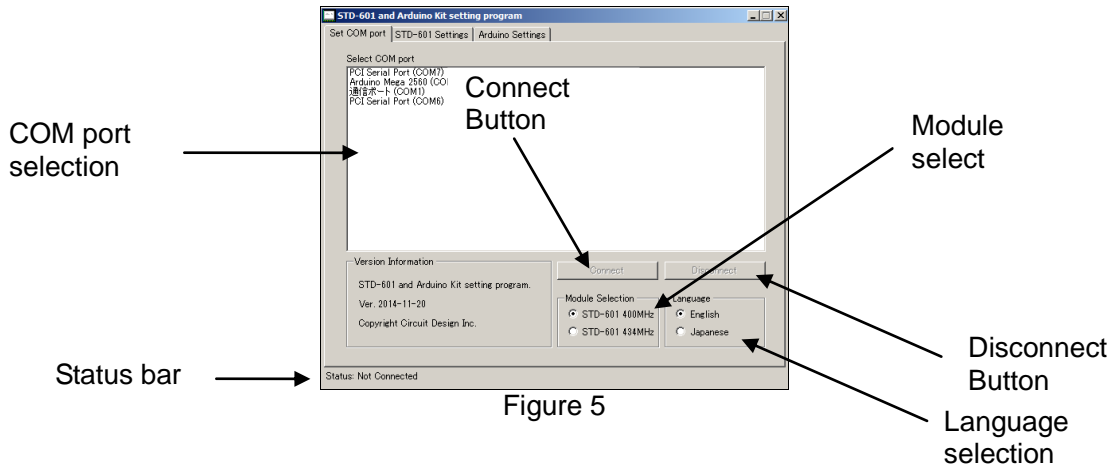 STD-601 and Arduino Kit setting program
Set COM port
STD-601 Settings
Arduino Settings
Select COM port
PCI Serial Port (COM7)
Arduino Mega 2560 (CO
通信ポート (COM1)
PCI Serial Port (COM6)
Connect
Button
COM port
selection
Module
select
Version Information
STD-601 and Arduino Kit setting program.
Ver. 2014-11-20
Copyright Circuit Design Inc.
Connect
Disconnect
Module Selection
STD-601 400MHz
STD-601 434MHz
Language
English
Japanese
Status bar
Status: Not Connected
Disconnect
Button
Language
selection
Figure 5